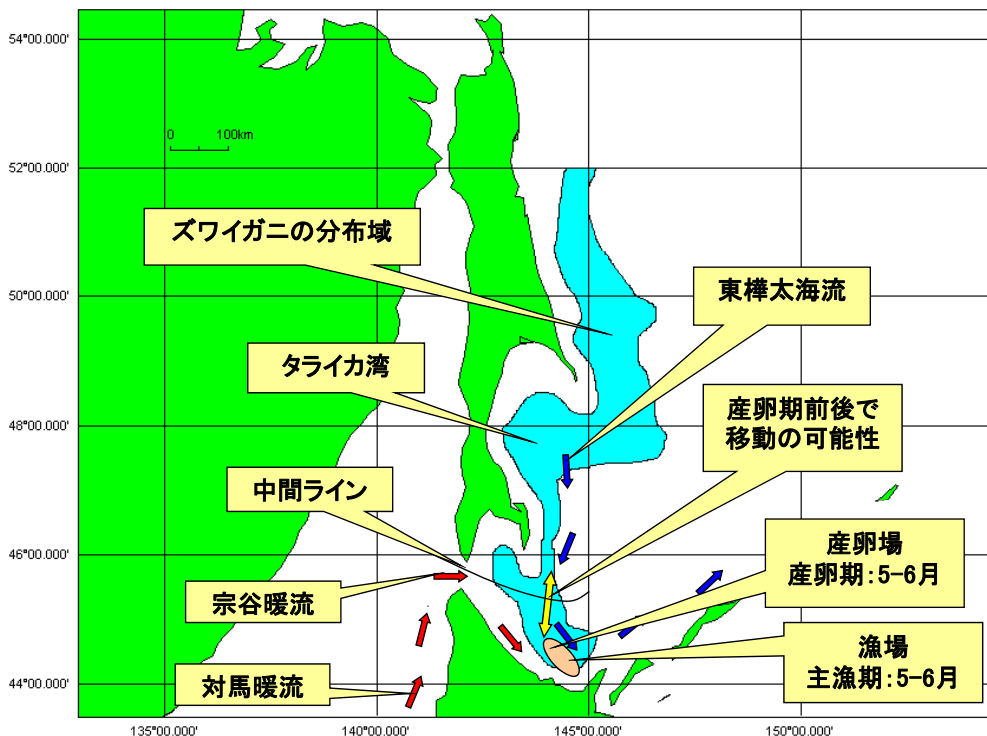 54°00.000'
0 100km
52°00.000'
ズワイガニの分布域
50°00.000'
東樺太海流
タライカ湾
産卵期前後で
移動の可能性
48°00.000'
中間ライン
46°00.000'
産卵場
産卵期:5-6月
宗谷暖流
漁場
主漁期:5-6月
対馬暖流
44°00.000'
135°00.000' 140°00.000' 145°00.000' 150°00.000'